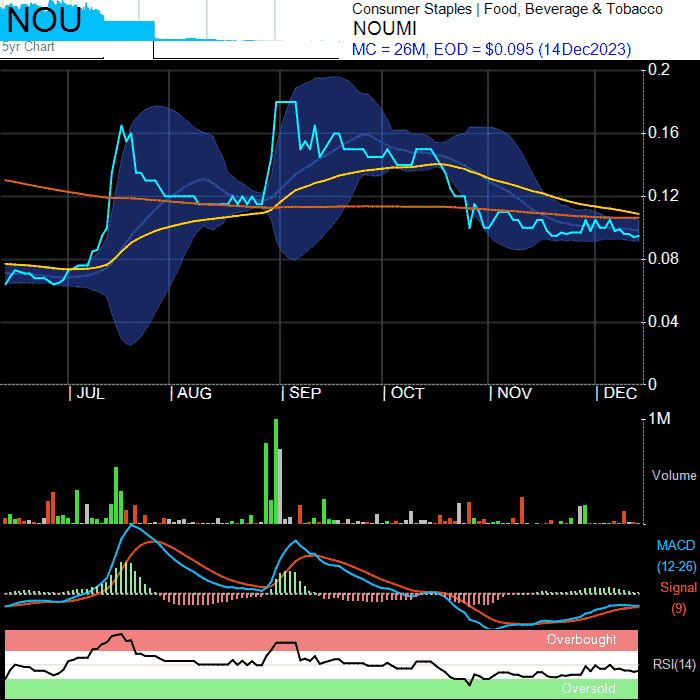 NOU
5yr Chart
Consumer Staples | Food, Beverage & Tobacco
NOUMI
MC = 26M, EOD = $0.095 (14Dec2023)
0.2
0.16
0.12
0.08
0.04
0
| JUL | AUG | SEP | OCT | NOV | DEC
1M
Volume
MACD
(12-26)
Signal
(9)
Overbought
RSI(14)
Oversold